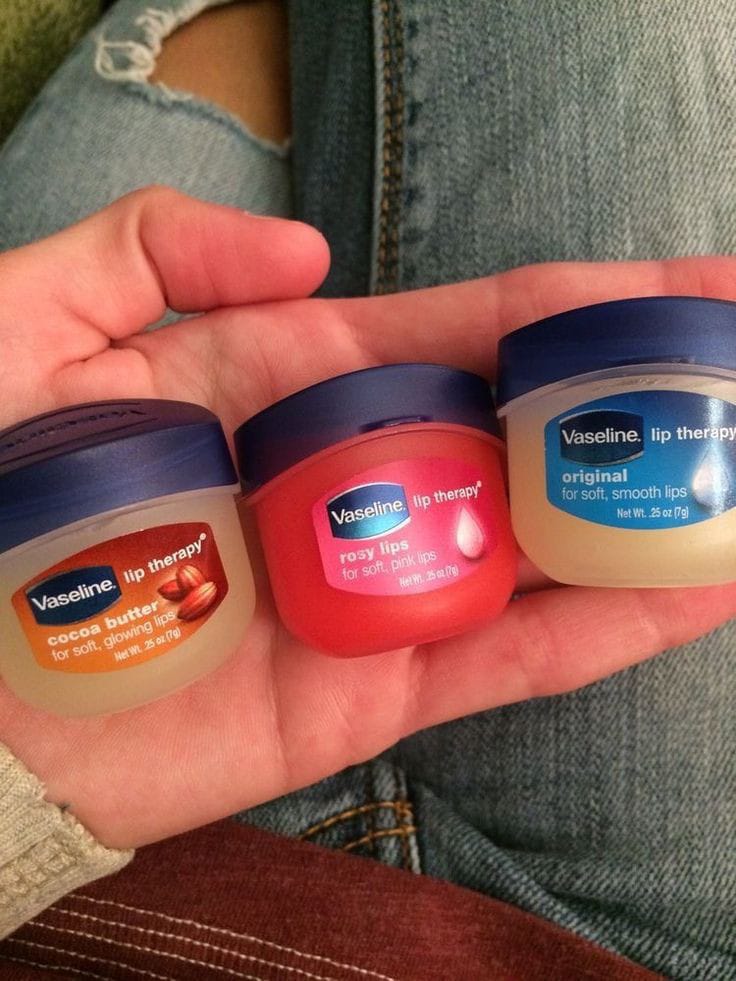 Vaseline. lip therapy®
cocoa butter
for soft, glowing lips
Net Wt. .25 oz (7g)
Vaseline. lip therapy®
rosy lips
for soft, pink lips
Net Wt. .25 oz (7g)
Vaseline. lip therapy
original
for soft, smooth lips
Net Wt. .25 oz (7g)